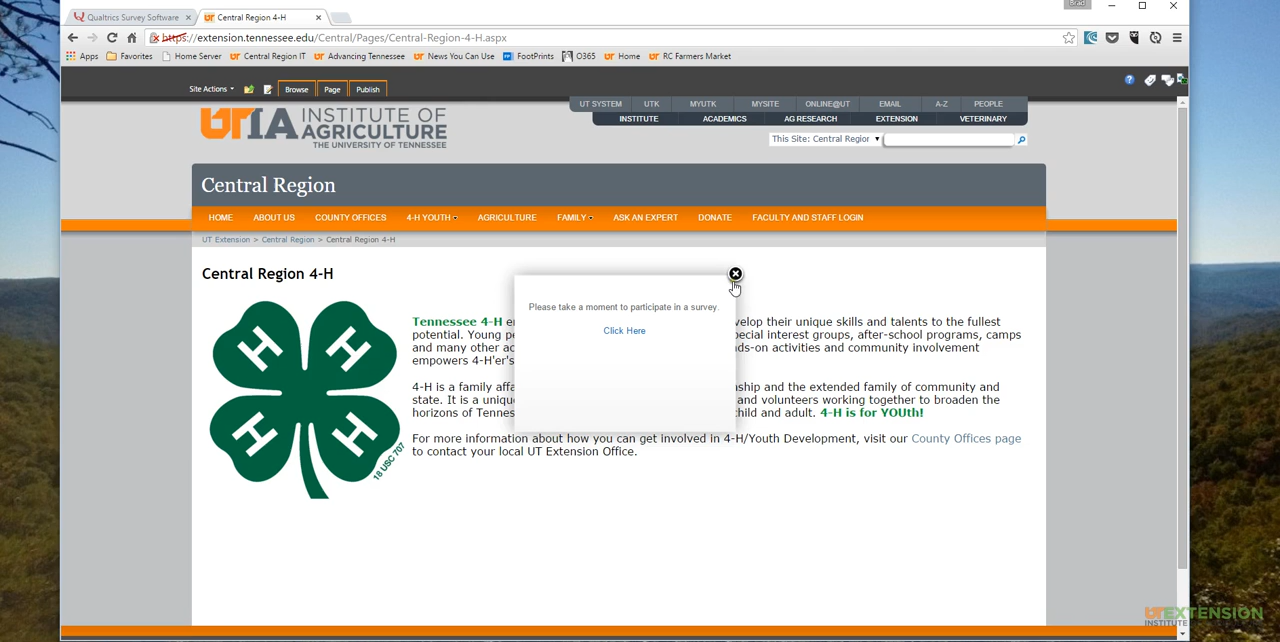 Brad
Qualtrics Survey Software
Central Region 4-H
https://extension.tennessee.edu/Central/Pages/Central-Region-4-H.aspx
Apps Favorites Home Server Central Region IT Advancing Tennessee News You Can Use FootPrints O365 Home RC Farmers Market
Site Actions Browse Page Publish
UT SYSTEM UTK MYUTK MYSITE ONLINE@UT EMAIL A-Z PEOPLE
INSTITUTE ACADEMICS AG RESEARCH EXTENSION VETERINARY
UTIA INSTITUTE OF
AGRICULTURE
THE UNIVERSITY OF TENNESSEE
This Site: Central Region
Central Region
HOME ABOUT US COUNTY OFFICES 4-H YOUTH AGRICULTURE FAMILY ASK AN EXPERT DONATE FACULTY AND STAFF LOGIN
UT Extension > Central Region > Central Region 4-H
Central Region 4-H
Please take a moment to participate in a survey.
Click Here
H H
H H
18 USC 707
Tennessee 4-H velop their unique skills and talents to the fullest
potential. Young pe pecial interest groups, after-school programs, camps
and many other ac nds-on activities and community involvement
empowers 4-H'er's
4-H is a family affa ship and the extended family of community and
state. It is a uniqu and volunteers working together to broaden the
horizons of Tennes child and adult. 4-H is for YOUth!
For more information about how you can get involved in 4-H/Youth Development, visit our County Offices page
to contact your local UT Extension Office.
UT EXTENSION
INSTITUTE